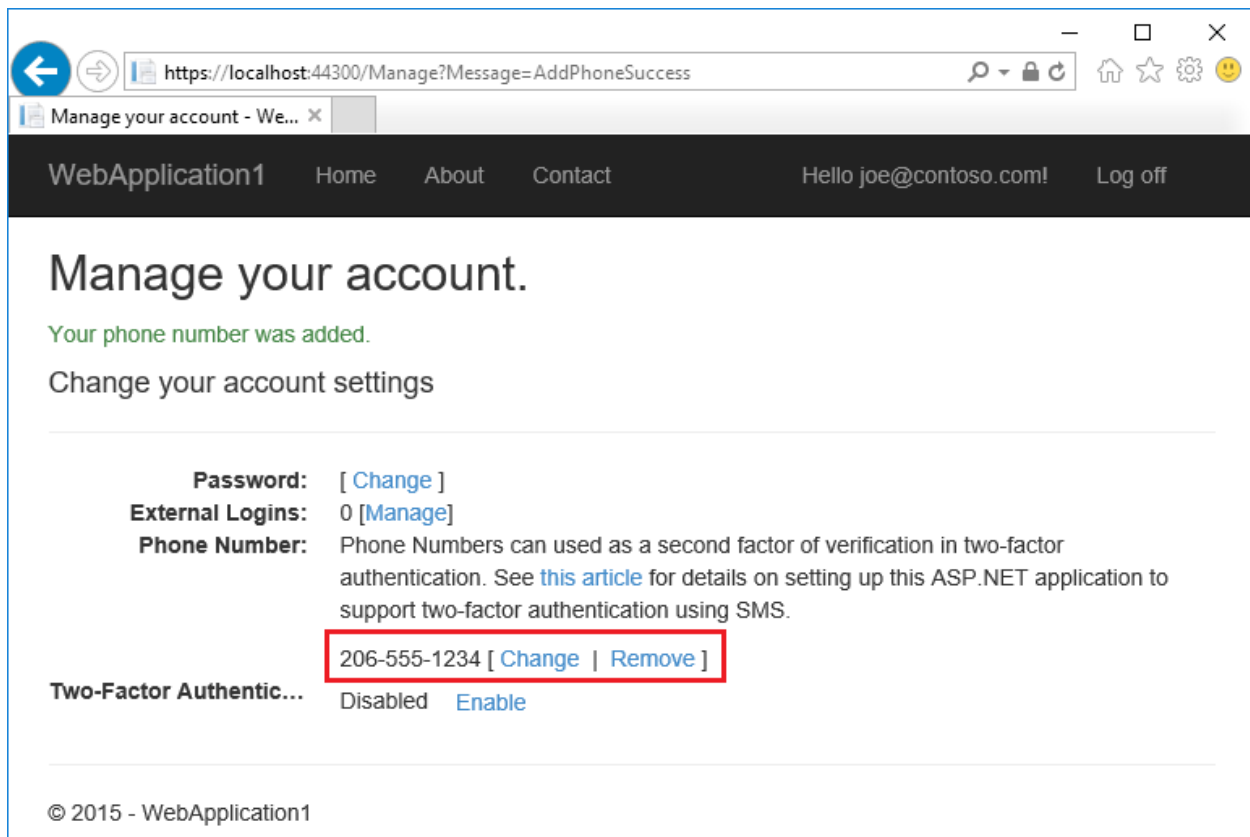 https://localhost:44300/Manage?Message=AddPhoneSuccess
Manage your account - We...
WebApplication1 Home About Contact Hello joe@contoso.com! Log off
Manage your account.
Your phone number was added.
Change your account settings
Password: [ Change ]
External Logins: 0 [Manage]
Phone Number: Phone Numbers can used as a second factor of verification in two-factor
authentication. See this article for details on setting up this ASP.NET application to
support two-factor authentication using SMS.
206-555-1234 [ Change | Remove ]
Two-Factor Authentic... Disabled Enable
© 2015 - WebApplication1